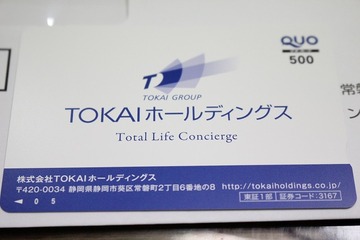 QUO
500
TOKAI GROUP
TOKAIホールディングス
Total Life Concierge
株式会社TOKAIホールディングス
〒420-0034 静岡県静岡市葵区常磐町2丁目6番地の8 http://tokaiholdings.co.jp/
東証1部 証券コード:3167
◀ 05
常